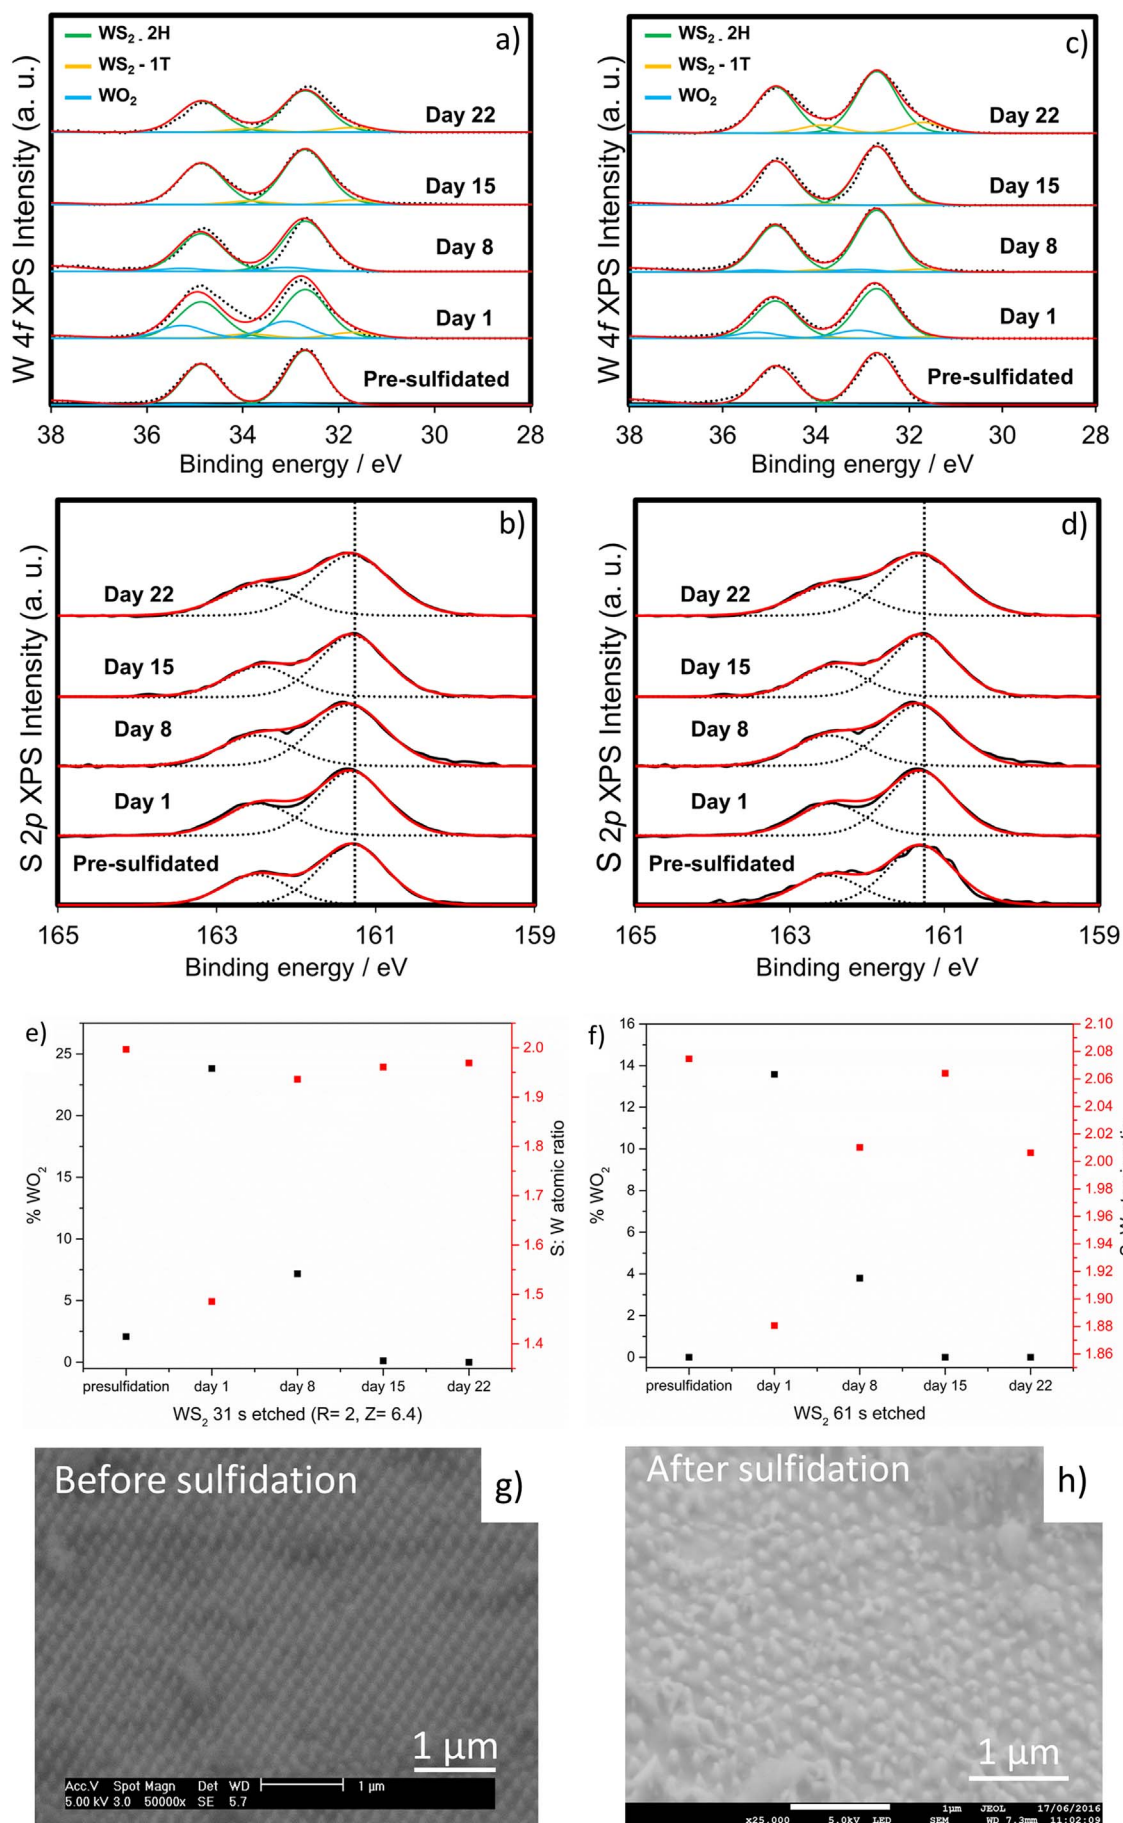 WS2 - 2H
WS2 - 1T
WO2
a)
Day 22
Day 15
Day 8
Day 1
Pre-sulfidated
W 4f XPS Intensity (a. u.)
38 36 34 32 30 28
Binding energy / eV
WS2 - 2H
WS2 - 1T
WO2
c)
Day 22
Day 15
Day 8
Day 1
Pre-sulfidated
W 4f XPS Intensity (a. u.)
38 36 34 32 30 28
Binding energy / eV
b)
Day 22
Day 15
Day 8
Day 1
Pre-sulfidated
S 2p XPS Intensity (a. u.)
165 163 161 159
Binding energy / eV
d)
Day 22
Day 15
Day 8
Day 1
Pre-sulfidated
S 2p XPS Intensity (a. u.)
165 163 161 159
Binding energy / eV
e)
25
20
15
10
5
0
% WO2
2.0
1.9
1.8
1.7
1.6
1.5
1.4
S: W atomic ratio
presulfidation day 1 day 8 day 15 day 22
WS2 31 s etched (R= 2, Z= 6.4)
f)
16
14
12
10
8
6
4
2
0
% WO2
2.10
2.08
2.06
2.04
2.02
2.00
1.98
1.96
1.94
1.92
1.90
1.88
1.86
presulfidation day 1 day 8 day 15 day 22
WS2 61 s etched
Before sulfidation
g)
1 µm
Acc.V Spot Magn Det WD 1 µm
5.00 kV 3.0 50000x SE 5.7
After sulfidation
h)
1 µm
1µm JEOL 17/06/2016
x25,000 5.0kV LED SEM WD 7.3mm 11:02:09